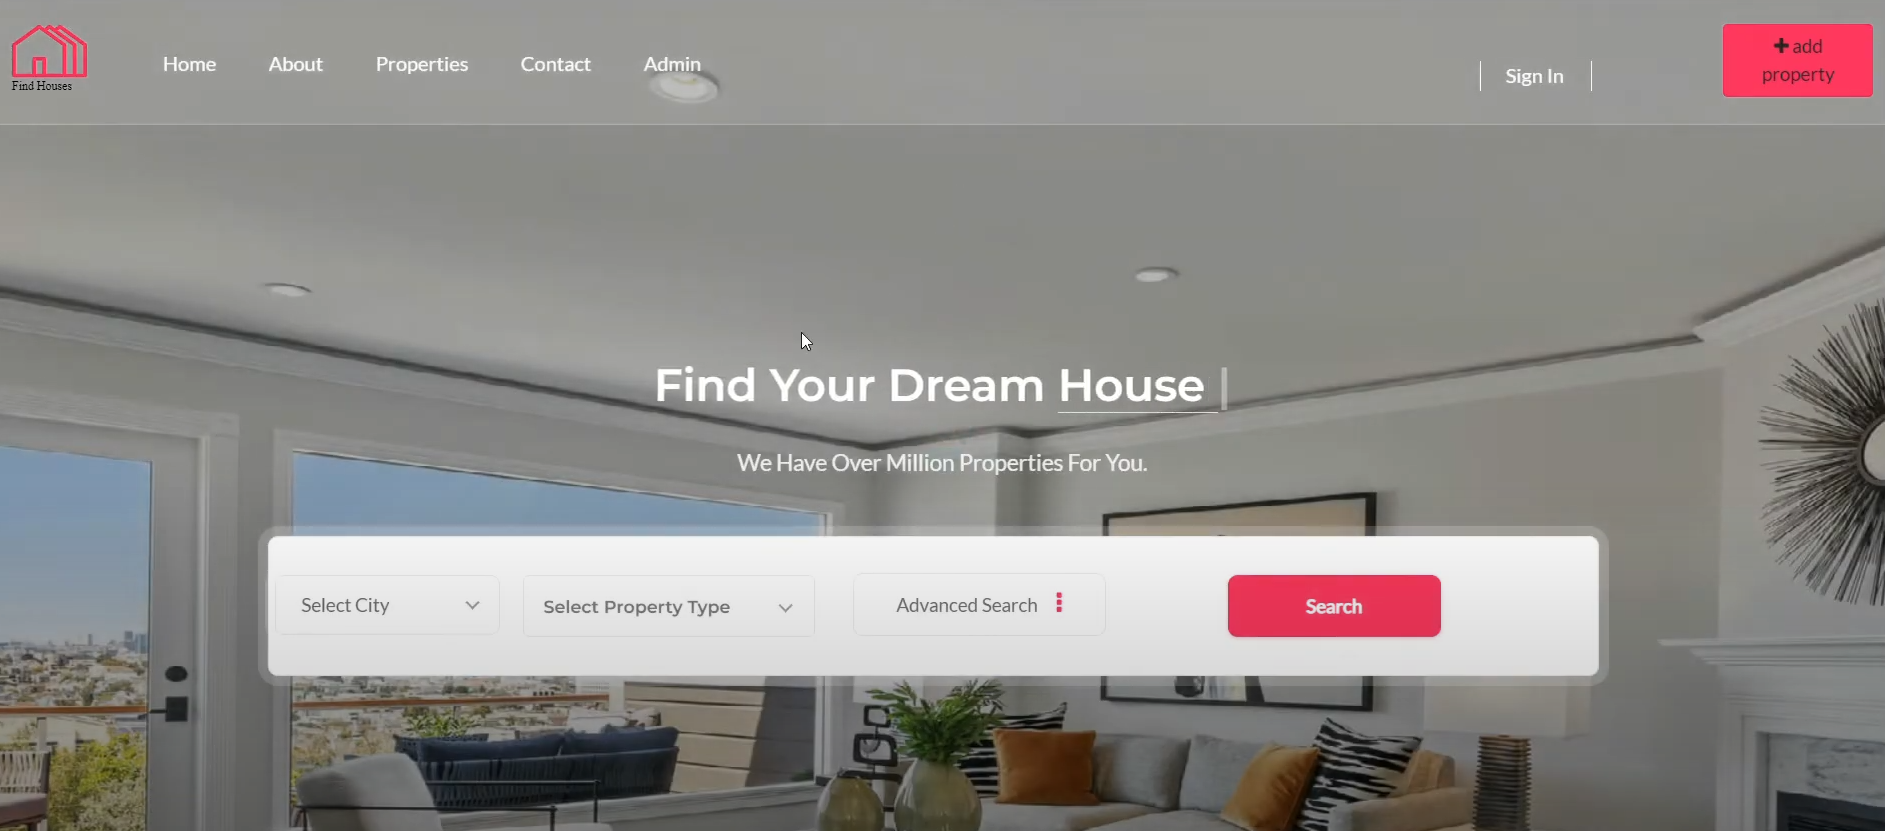 Find Houses
Home
About
Properties
Contact
Admin
Sign In
add
property
Find Your Dream House
We Have Over Million Properties For You.
Select City
Select Property Type
Advanced Search
Search